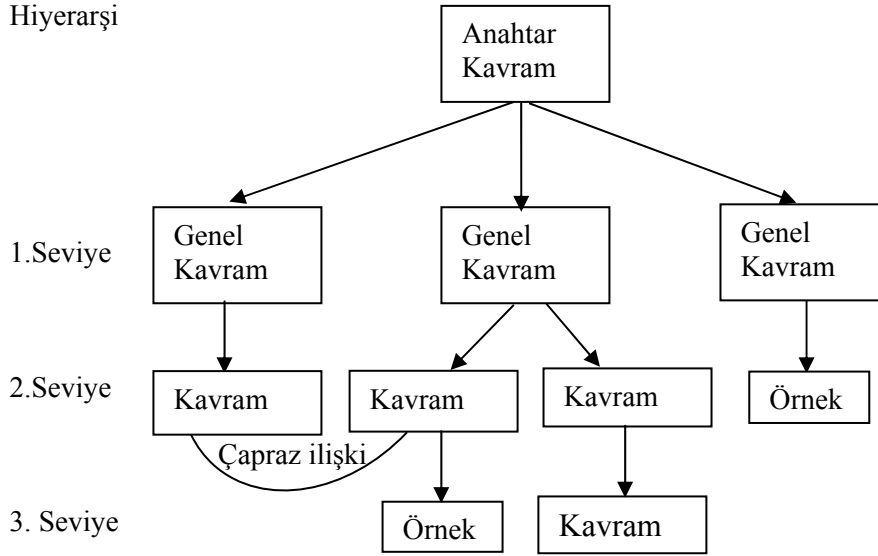 Hiyerarşi
Anahtar
Kavram
1.Seviye
Genel
Kavram
Genel
Kavram
Genel
Kavram
2.Seviye
Kavram
Kavram
Kavram
Örnek
Çapraz ilişki
3. Seviye
Örnek
Kavram